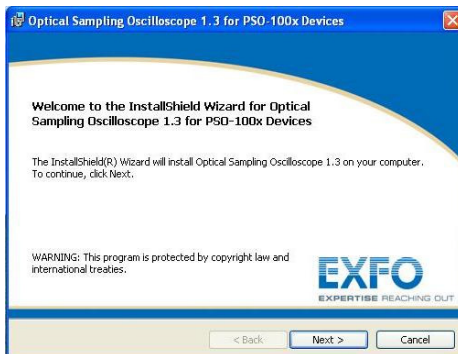 Optical Sampling Oscilloscope 1.3 for PSO-100x Devices
Welcome to the InstallShield Wizard for Optical
Sampling Oscilloscope 1.3 for PSO-100x Devices
The InstallShield(R) Wizard will install Optical Sampling Oscilloscope 1.3 on your computer.
To continue, click Next.
WARNING: This program is protected by copyright law and
international treaties.
EXFO
EXPERTISE REACHING OUT
< Back
Next >
Cancel